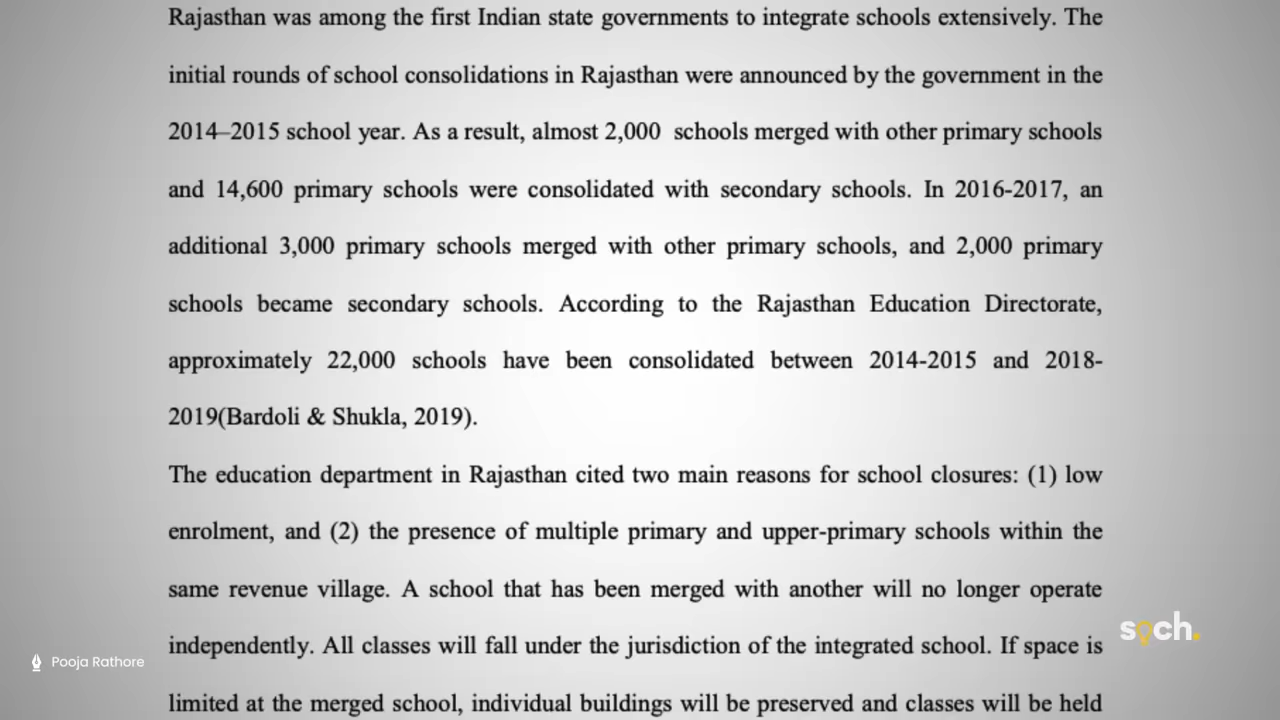 Rajasthan was among the first Indian state governments to integrate schools extensively. The
initial rounds of school consolidations in Rajasthan were announced by the government in the
2014–2015 school year. As a result, almost 2,000 schools merged with other primary schools
and 14,600 primary schools were consolidated with secondary schools. In 2016-2017, an
additional 3,000 primary schools merged with other primary schools, and 2,000 primary
schools became secondary schools. According to the Rajasthan Education Directorate,
approximately 22,000 schools have been consolidated between 2014-2015 and 2018-
2019(Bardoli & Shukla, 2019).
The education department in Rajasthan cited two main reasons for school closures: (1) low
enrolment, and (2) the presence of multiple primary and upper-primary schools within the
same revenue village. A school that has been merged with another will no longer operate
independently. All classes will fall under the jurisdiction of the integrated school. If space is
limited at the merged school, individual buildings will be preserved and classes will be held
soch.
Pooja Rathore